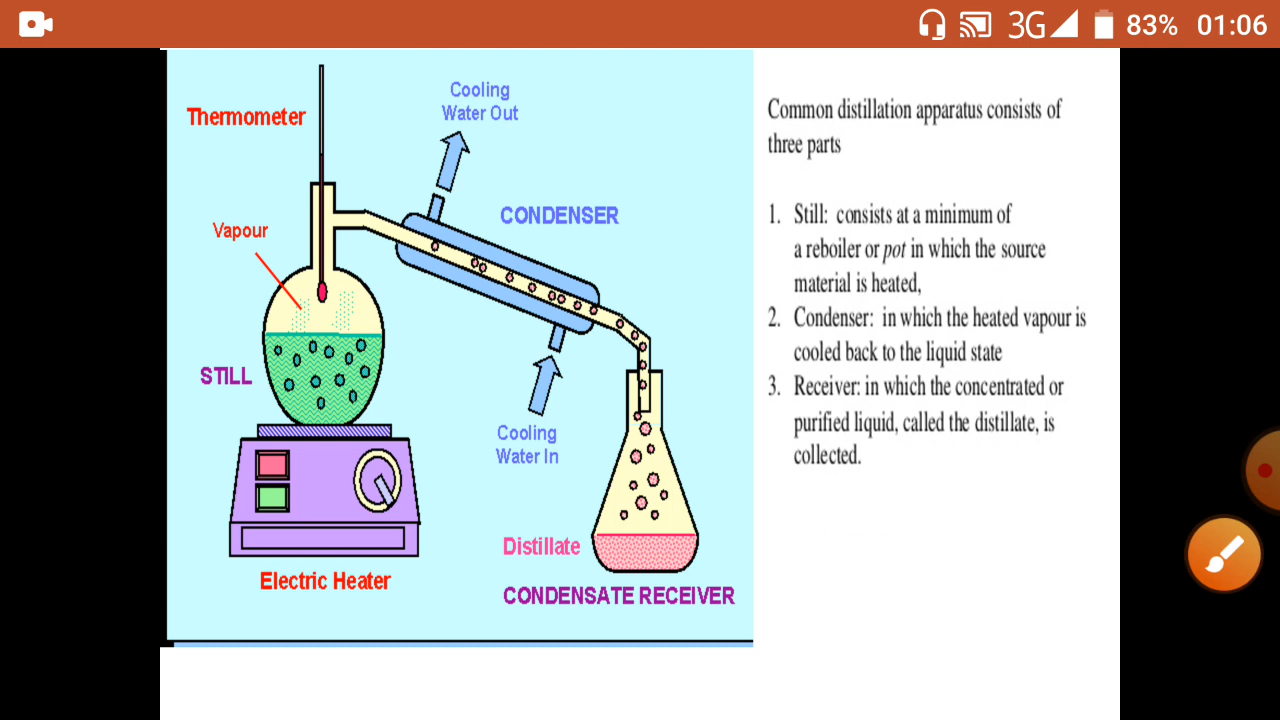 3G 83% 01:06
Thermometer
Cooling
Water Out
CONDENSER
Vapour
STILL
Cooling
Water In
Distillate
Electric Heater
CONDENSATE RECEIVER
Common distillation apparatus consists of
three parts
1. Still: consists at a minimum of
a reboiler or pot in which the source
material is heated,
2. Condenser: in which the heated vapour is
cooled back to the liquid state
3. Receiver: in which the concentrated or
purified liquid, called the distillate, is
collected.